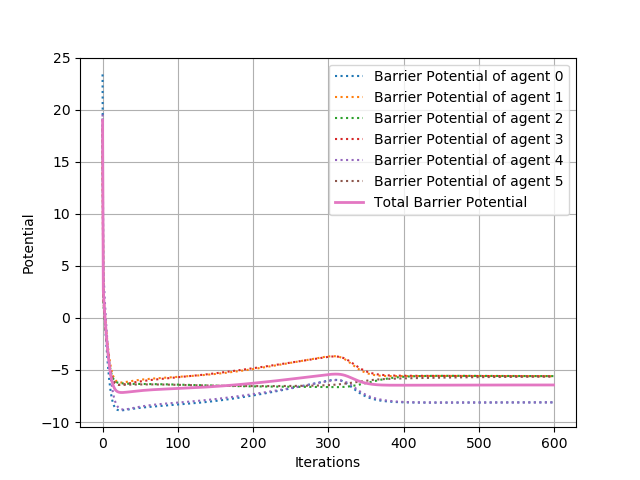 25
20
15
10
5
0
−5
−10
0
100
200
300
400
500
600
Potential
Iterations
Barrier Potential of agent 0
Barrier Potential of agent 1
Barrier Potential of agent 2
Barrier Potential of agent 3
Barrier Potential of agent 4
Barrier Potential of agent 5
Total Barrier Potential